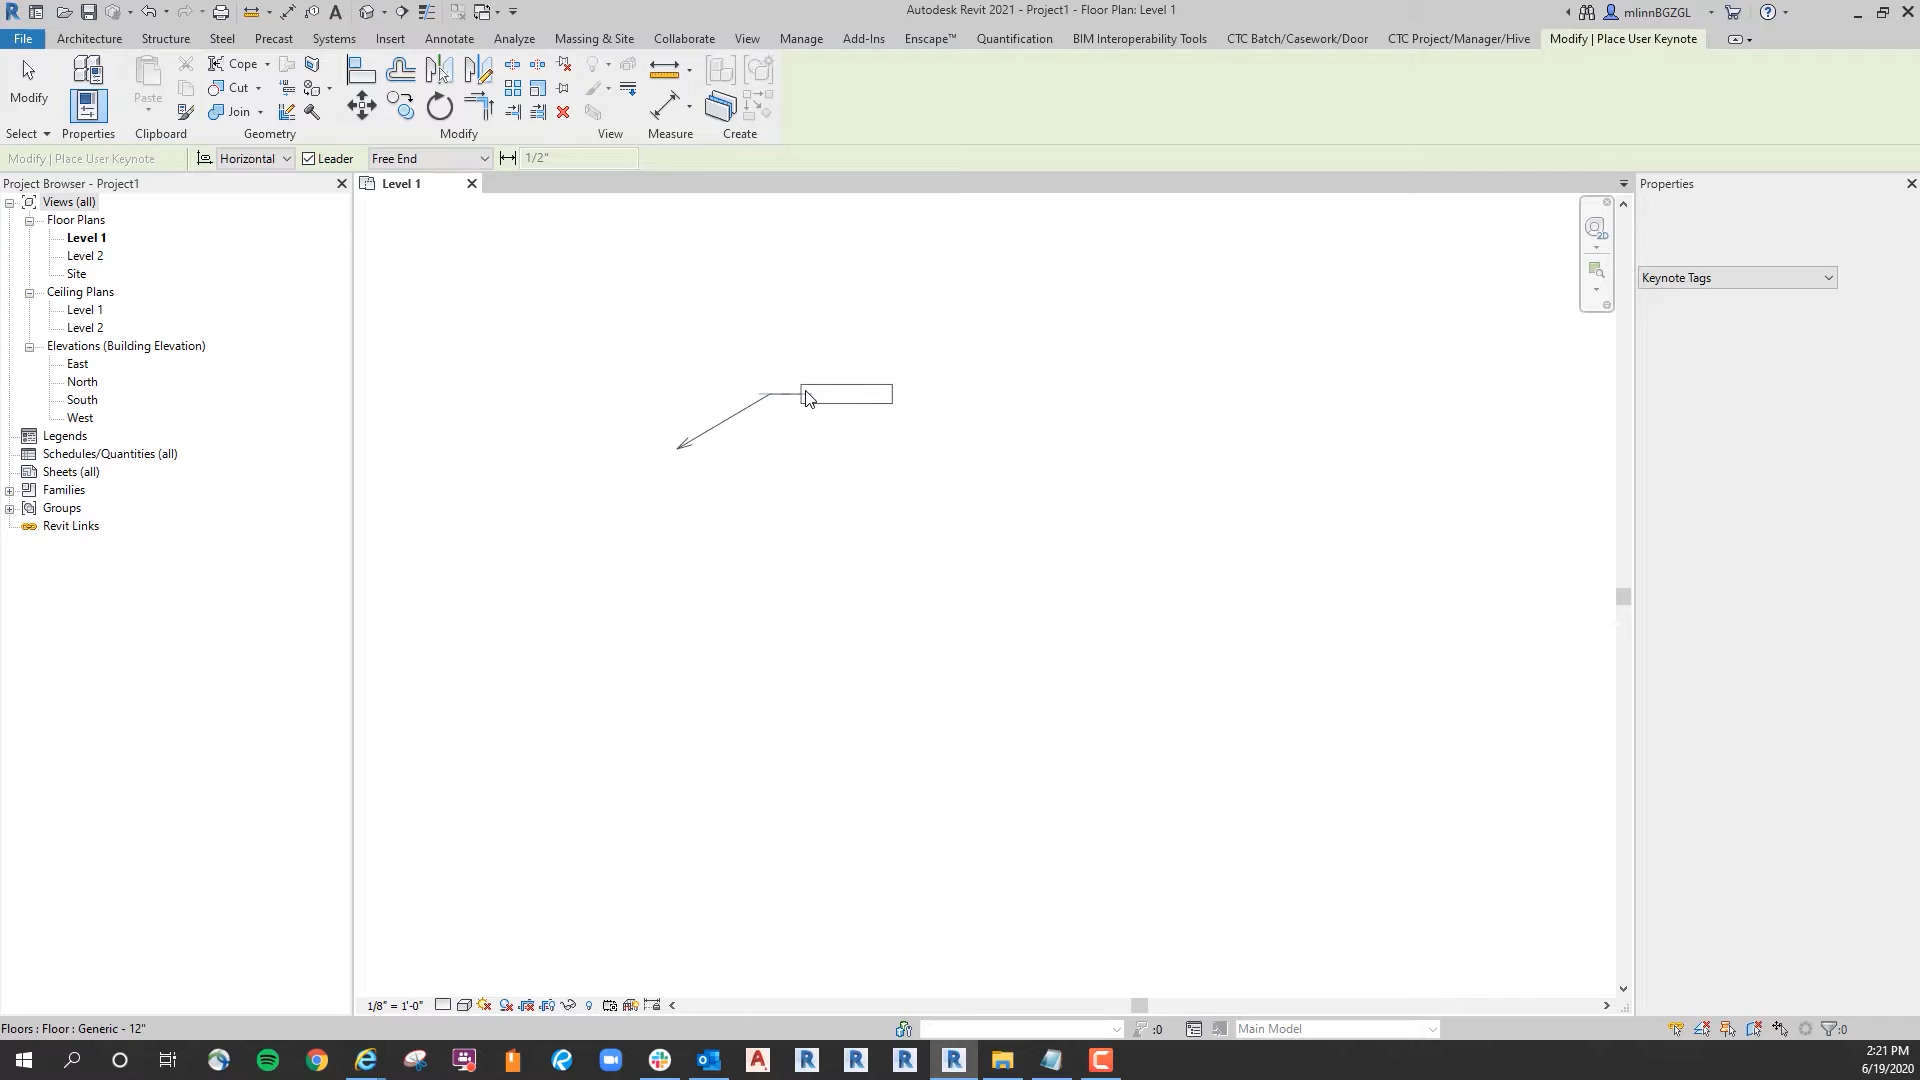 Autodesk Revit 2021 - Project1 - Floor Plan: Level 1
mlinnBGZGL
File Architecture Structure Steel Precast Systems Insert Annotate Analyze Massing & Site Collaborate View Manage Add-Ins Enscape™ Quantification BIM Interoperability Tools CTC Batch/Casework/Door CTC Project/Manager/Hive Modify | Place User Keynote
Cope
Cut
Join
Modify
Paste
Select Properties Clipboard Geometry Modify View Measure Create
Modify | Place User Keynote Horizontal Leader Free End 1/2"
Project Browser - Project1
Level 1
Properties
Views (all)
Floor Plans
Level 1
Level 2
Site
Ceiling Plans
Level 1
Level 2
Elevations (Building Elevation)
East
North
South
West
Legends
Schedules/Quantities (all)
Sheets (all)
Families
Groups
Revit Links
2D
Keynote Tags
1/8" = 1'-0"
Floors : Floor : Generic - 12"
:0
Main Model
:0
2:21 PM
6/19/2020